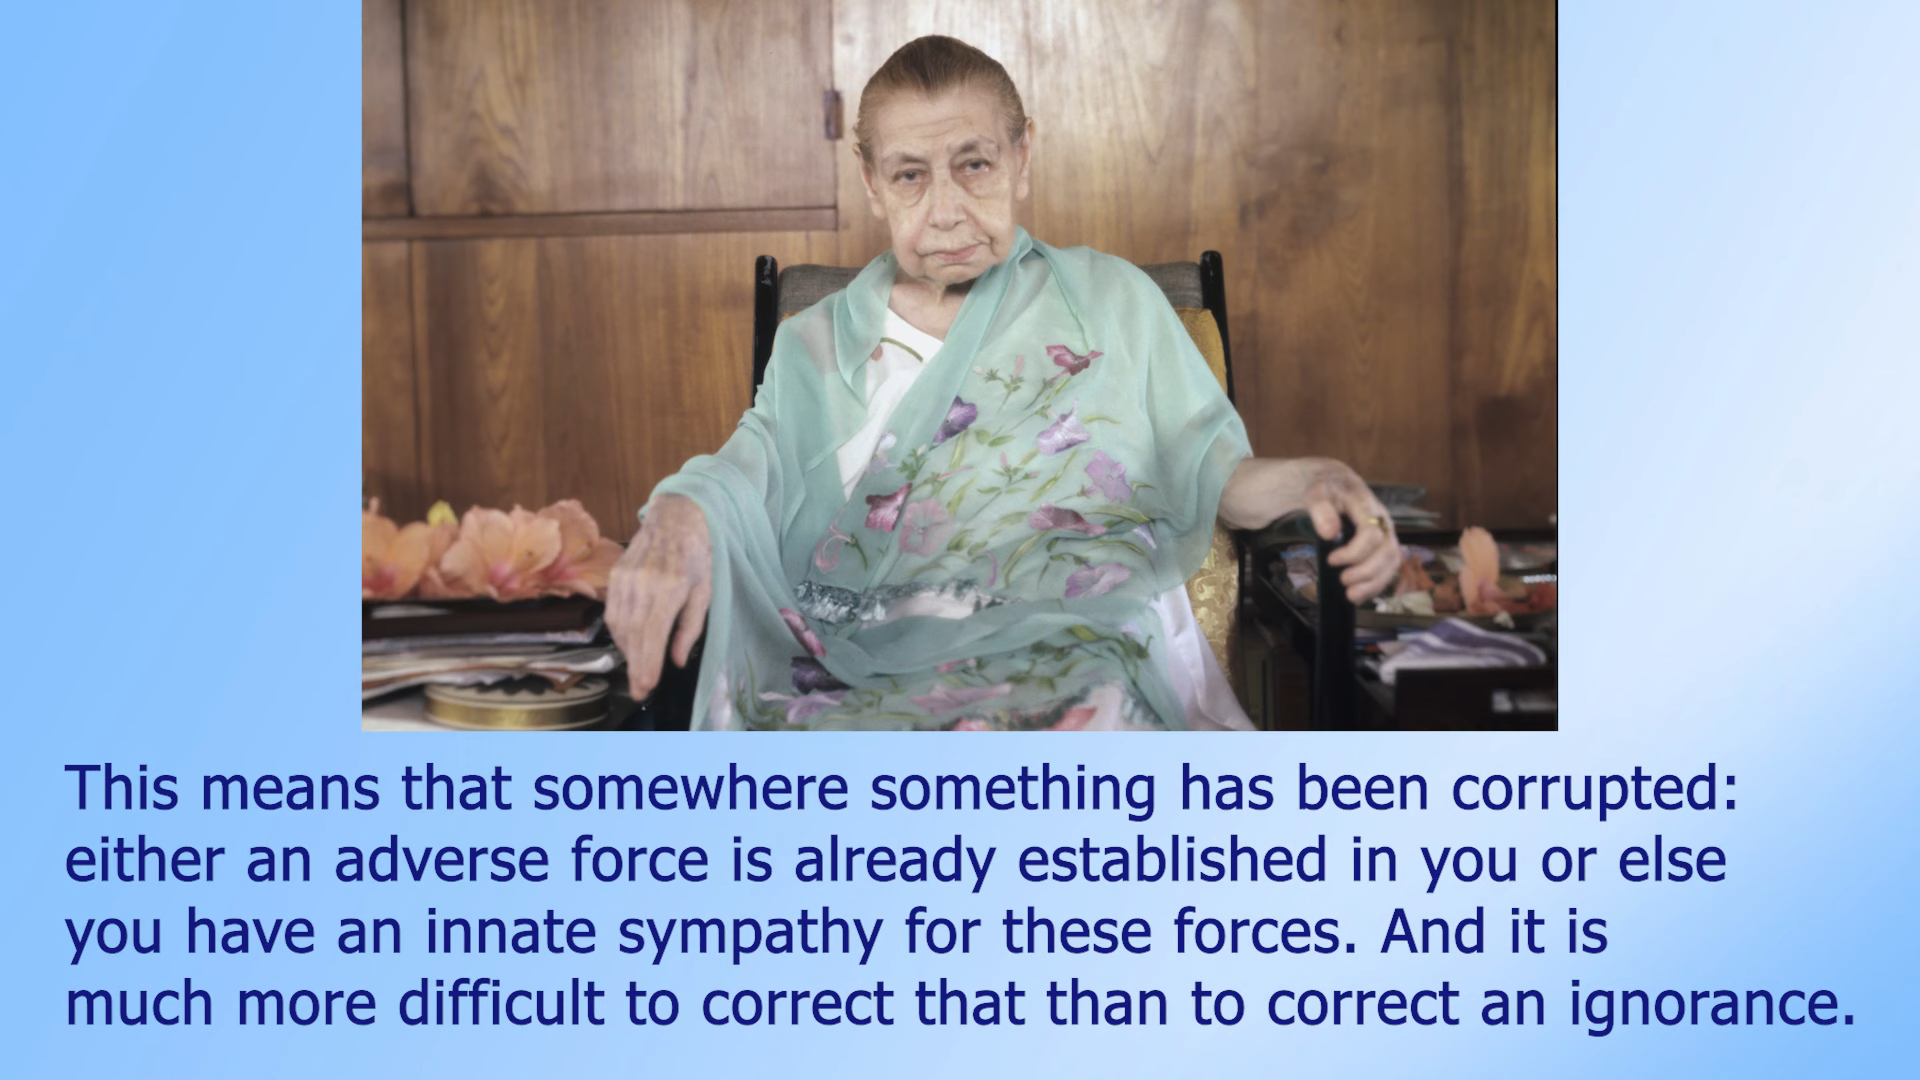 This means that somewhere something has been corrupted:
either an adverse force is already established in you or else
you have an innate sympathy for these forces. And it is
much more difficult to correct that than to correct an ignorance.